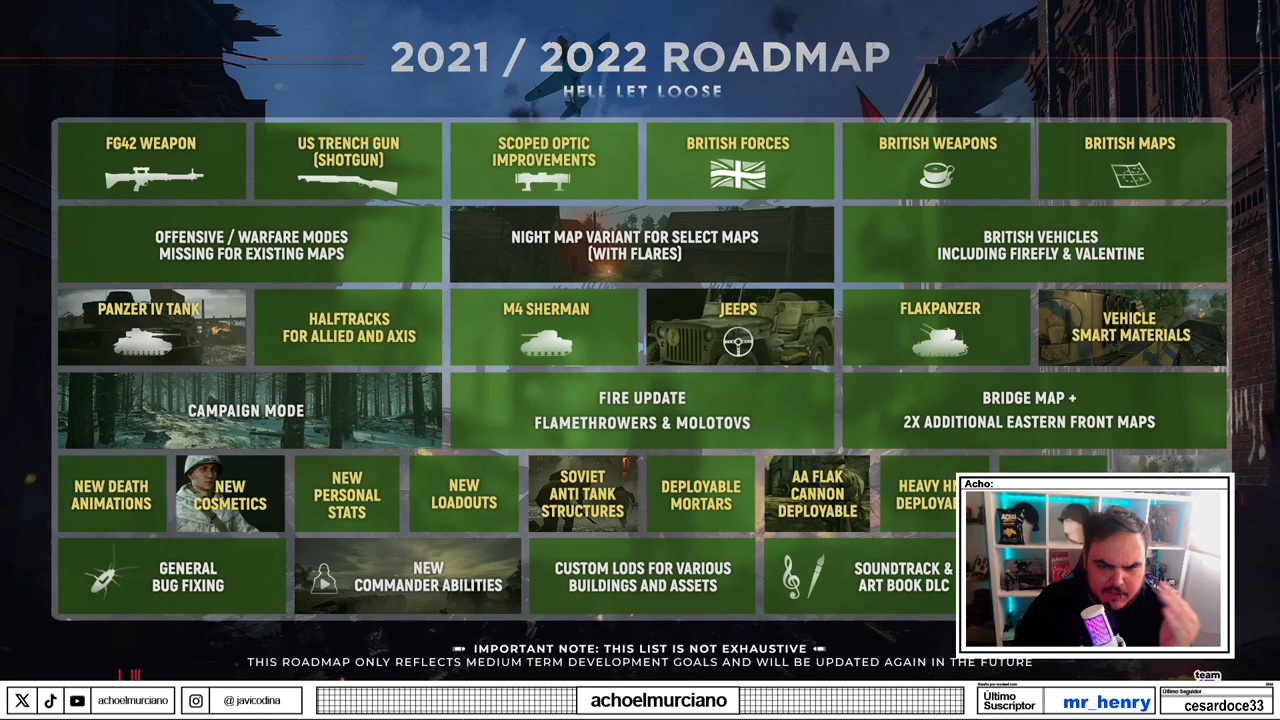 2021 / 2022 ROADMAP
HELL LET LOOSE
FG42 WEAPON
US TRENCH GUN
(SHOTGUN)
SCOPED OPTIC
IMPROVEMENTS
BRITISH FORCES
BRITISH WEAPONS
BRITISH MAPS
OFFENSIVE / WARFARE MODES
MISSING FOR EXISTING MAPS
NIGHT MAP VARIANT FOR SELECT MAPS
(WITH FLARES)
BRITISH VEHICLES
INCLUDING FIREFLY & VALENTINE
PANZER IV TANK
HALFTRACKS
FOR ALLIED AND AXIS
M4 SHERMAN
JEEPS
FLAKPANZER
VEHICLE
SMART MATERIALS
CAMPAIGN MODE
FIRE UPDATE
FLAMETHROWERS & MOLOTOVS
BRIDGE MAP +
2X ADDITIONAL EASTERN FRONT MAPS
NEW DEATH
ANIMATIONS
NEW
COSMETICS
NEW
PERSONAL
STATS
NEW
LOADOUTS
SOVIET
ANTI TANK
STRUCTURES
DEPLOYABLE
MORTARS
AA FLAK
CANNON
DEPLOYABLE
HEAVY
DEPLOYA
GENERAL
BUG FIXING
NEW
COMMANDER ABILITIES
CUSTOM LODS FOR VARIOUS
BUILDINGS AND ASSETS
SOUNDTRACK &
ART BOOK DLC
Acho:
IMPORTANT NOTE: THIS LIST IS NOT EXHAUSTIVE
THIS ROADMAP ONLY REFLECTS MEDIUM TERM DEVELOPMENT GOALS AND WILL BE UPDATED AGAIN IN THE FUTURE
team
achoelmurciano
@ javicodina
achoelmurciano
Último
Suscriptor
mr_henry
Último Seguidor
cesardoce33